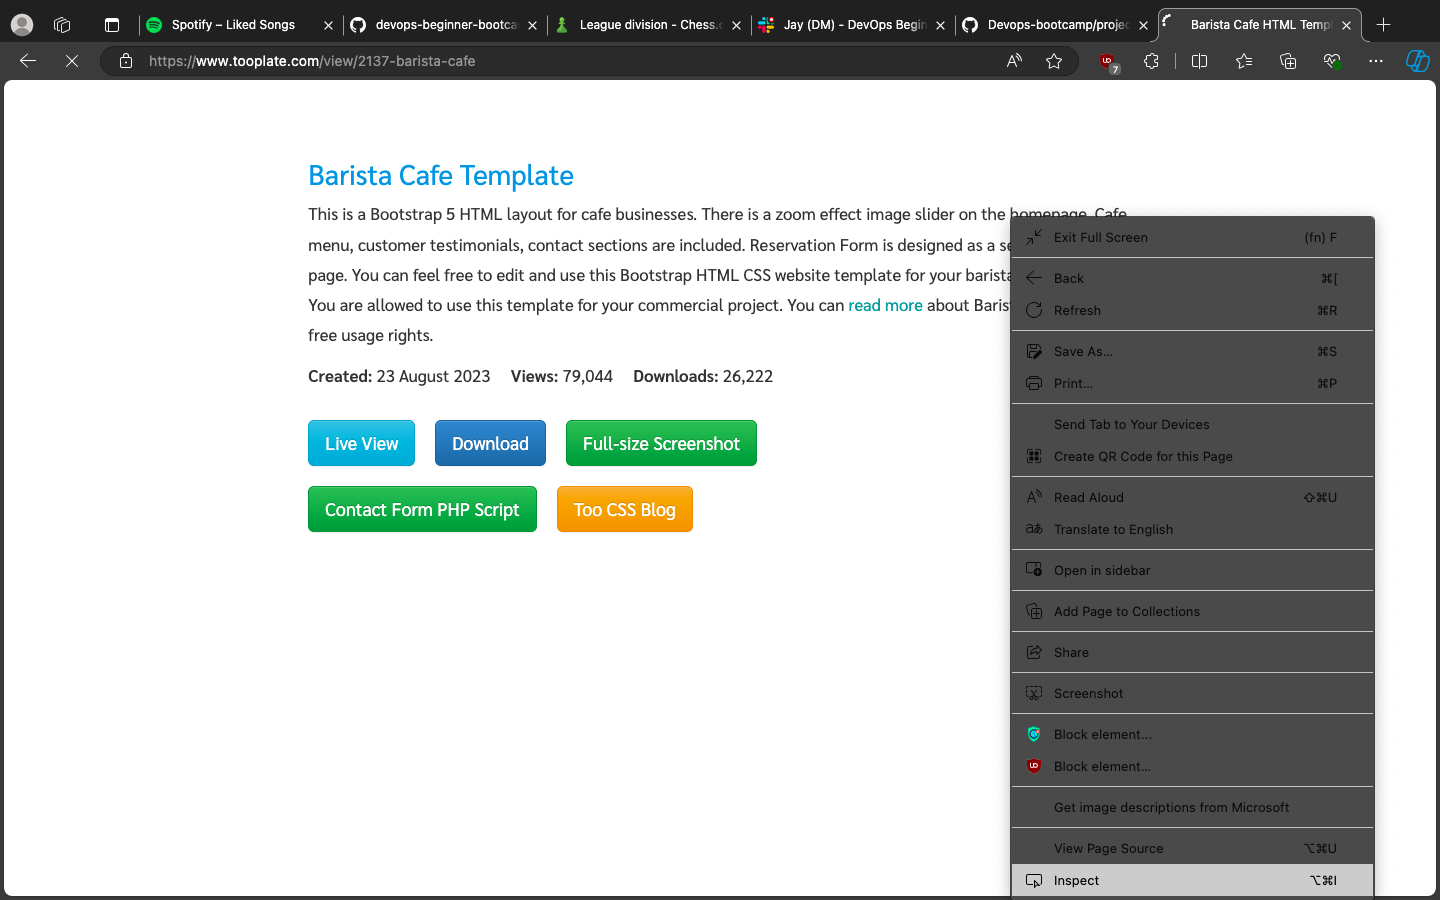 Spotify – Liked Songs
devops-beginner-bootca
League division - Chess.c
Jay (DM) - DevOps Begin
Devops-bootcamp/projec
Barista Cafe HTML Templ
https://www.tooplate.com/view/2137-barista-cafe
7
Barista Cafe Template
This is a Bootstrap 5 HTML layout for cafe businesses. There is a zoom effect image slider on the homepage. Cafe
menu, customer testimonials, contact sections are included. Reservation Form is designed as a se
page. You can feel free to edit and use this Bootstrap HTML CSS website template for your barista
You are allowed to use this template for your commercial project. You can read more about Barist
free usage rights.
Created: 23 August 2023 Views: 79,044 Downloads: 26,222
Live View
Download
Full-size Screenshot
Contact Form PHP Script
Too CSS Blog
Exit Full Screen (fn) F
Back ⌘[
Refresh ⌘R
Save As... ⌘S
Print... ⌘P
Send Tab to Your Devices
Create QR Code for this Page
Read Aloud ⇧⌘U
Translate to English
Open in sidebar
Add Page to Collections
Share
Screenshot
Block element...
Block element...
Get image descriptions from Microsoft
View Page Source ⌥⌘U
Inspect ⌥⌘I